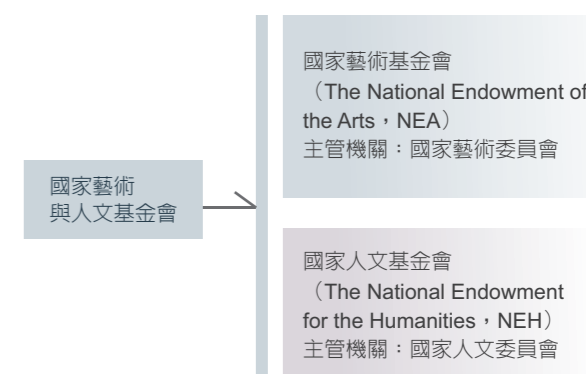 國家藝術
與人文基金會
國家藝術基金會
（The National Endowment of
the Arts，NEA）
主管機關：國家藝術委員會
國家人文基金會
（The National Endowment
for the Humanities，NEH）
主管機關：國家人文委員會